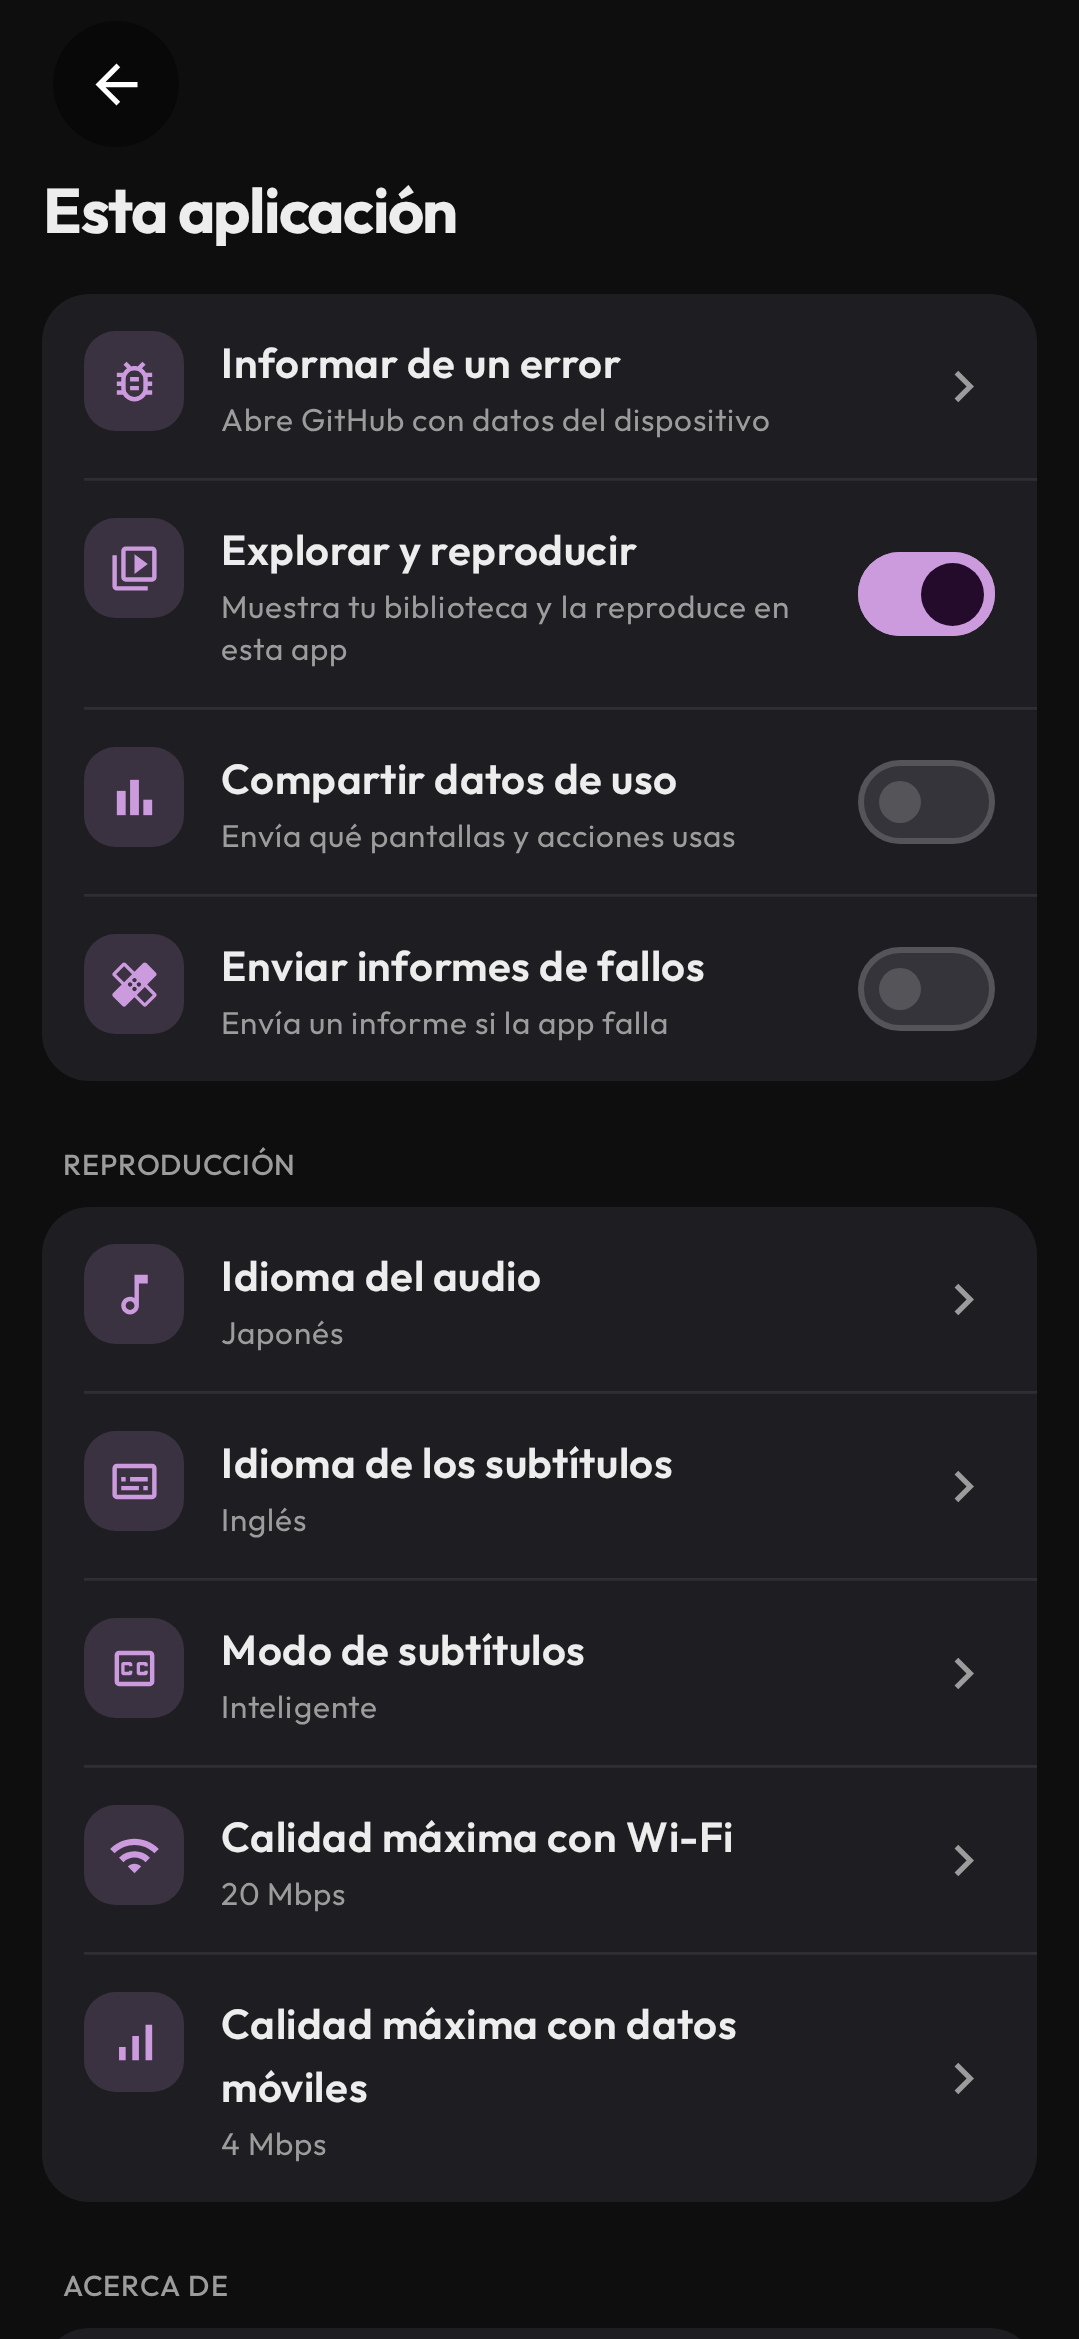 Esta aplicación
Informar de un error
Abre GitHub con datos del dispositivo
Explorar y reproducir
Muestra tu biblioteca y la reproduce en
esta app
Compartir datos de uso
Envía qué pantallas y acciones usas
Enviar informes de fallos
Envía un informe si la app falla
REPRODUCCIÓN
Idioma del audio
Japonés
Idioma de los subtítulos
Inglés
Modo de subtítulos
Inteligente
Calidad máxima con Wi-Fi
20 Mbps
Calidad máxima con datos
móviles
4 Mbps
ACERCA DE